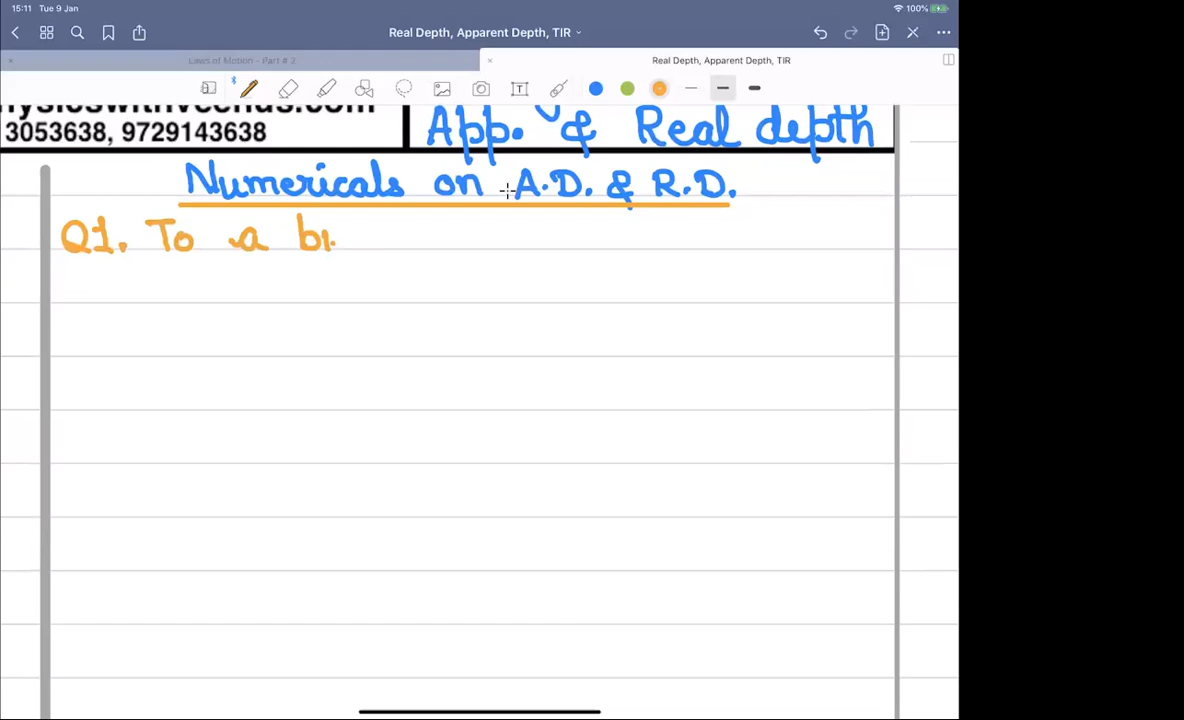 15:11 Tue 9 Jan
100%
Real Depth, Apparent Depth, TIR
Laws of Motion - Part # 2
Real Depth, Apparent Depth, TIR
3053638, 9729143638
App. & Real depth
Numericals on A.D. & R.D.
Q1. To a